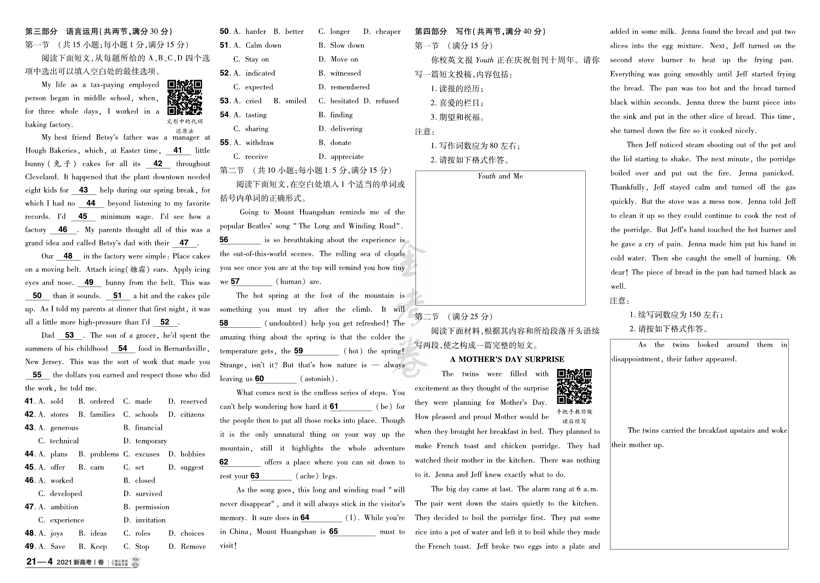 第三部分　语言运用(共两节,满分 30 分)
第一节　(共 15 小题;每小题 1 分,满分 15 分)
阅读下面短文,从每题所给的 A、B、C、D 四个选
项中选出可以填入空白处的最佳选项。
My life as a tax-paying employed
person began in middle school, when,
for three whole days, I worked in a
baking factory.
完形中的代词
还原法
My best friend Betsy's father was a manager at
Hough Bakeries, which, at Easter time, 41 little
bunny (兔子) cakes for all its 42 throughout
Cleveland. It happened that the plant downtown needed
eight kids for 43 help during our spring break, for
which I had no 44 beyond listening to my favorite
records. I'd 45 minimum wage. I'd see how a
factory 46 . My parents thought all of this was a
grand idea and called Betsy's dad with their 47 .
Our 48 in the factory were simple: Place cakes
on a moving belt. Attach icing(糖霜) ears. Apply icing
eyes and nose. 49 bunny from the belt. This was
50 than it sounds. 51 a bit and the cakes pile
up. As I told my parents at dinner that first night, it was
all a little more high-pressure than I'd 52 .
Dad 53 . The son of a grocer, he'd spent the
summers of his childhood 54 food in Bernardsville,
New Jersey. This was the sort of work that made you
55 the dollars you earned and respect those who did
the work, he told me.
41. A. sold B. ordered C. made D. reserved
42. A. stores B. families C. schools D. citizens
43. A. generous B. financial
C. technical D. temporary
44. A. plans B. problems C. excuses D. hobbies
45. A. offer B. earn C. set D. suggest
46. A. worked B. closed
C. developed D. survived
47. A. ambition B. permission
C. experience D. invitation
48. A. joys B. ideas C. roles D. choices
49. A. Save B. Keep C. Stop D. Remove
21—4 2021 新高考Ⅰ卷
50. A. harder B. better C. longer D. cheaper
51. A. Calm down B. Slow down
C. Stay on D. Move on
52. A. indicated B. witnessed
C. expected D. remembered
53. A. cried B. smiled C. hesitated D. refused
54. A. tasting B. finding
C. sharing D. delivering
55. A. withdraw B. donate
C. receive D. appreciate
第二节　(共 10 小题;每小题 1.5 分,满分 15 分)
阅读下面短文,在空白处填入 1 个适当的单词或
括号内单词的正确形式。
Going to Mount Huangshan reminds me of the
popular Beatles' song "The Long and Winding Road".
56 is so breathtaking about the experience is
the out-of-this-world scenes. The rolling sea of clouds
you see once you are at the top will remind you how tiny
we 57 (human) are.
The hot spring at the foot of the mountain is
something you must try after the climb. It will
58 (undoubted) help you get refreshed! The
amazing thing about the spring is that the colder the
temperature gets, the 59 (hot) the spring!
Strange, isn't it? But that's how nature is — always
leaving us 60 (astonish).
What comes next is the endless series of steps. You
can't help wondering how hard it 61 (be) for
the people then to put all those rocks into place. Though
it is the only unnatural thing on your way up the
mountain, still it highlights the whole adventure
62 offers a place where you can sit down to
rest your 63 (ache) legs.
As the song goes, this long and winding road "will
never disappear", and it will always stick in the visitor's
memory. It sure does in 64 (I). While you're
in China, Mount Huangshan is 65 must to
visit!
第四部分　写作(共两节,满分 40 分)
第一节　(满分 15 分)
你校英文报 Youth 正在庆祝创刊十周年。请你
写一篇短文投稿,内容包括:
1. 读报的经历;
2. 喜爱的栏目;
3. 期望和祝福。
注意:
1. 写作词数应为 80 左右;
2. 请按如下格式作答。
Youth and Me
第二节　(满分 25 分)
阅读下面材料,根据其内容和所给段落开头语续
写两段,使之构成一篇完整的短文。
A MOTHER'S DAY SURPRISE
The twins were filled with
excitement as they thought of the surprise
they were planning for Mother's Day.
How pleased and proud Mother would be
手把手教你做
读后续写
when they brought her breakfast in bed. They planned to
make French toast and chicken porridge. They had
watched their mother in the kitchen. There was nothing
to it. Jenna and Jeff knew exactly what to do.
The big day came at last. The alarm rang at 6 a.m.
The pair went down the stairs quietly to the kitchen.
They decided to boil the porridge first. They put some
rice into a pot of water and left it to boil while they made
the French toast. Jeff broke two eggs into a plate and
added in some milk. Jenna found the bread and put two
slices into the egg mixture. Next, Jeff turned on the
second stove burner to heat up the frying pan.
Everything was going smoothly until Jeff started frying
the bread. The pan was too hot and the bread turned
black within seconds. Jenna threw the burnt piece into
the sink and put in the other slice of bread. This time,
she turned down the fire so it cooked nicely.
Then Jeff noticed steam shooting out of the pot and
the lid starting to shake. The next minute, the porridge
boiled over and put out the fire. Jenna panicked.
Thankfully, Jeff stayed calm and turned off the gas
quickly. But the stove was a mess now. Jenna told Jeff
to clean it up so they could continue to cook the rest of
the porridge. But Jeff's hand touched the hot burner and
he gave a cry of pain. Jenna made him put his hand in
cold water. Then she caught the smell of burning. Oh
dear! The piece of bread in the pan had turned black as
well.
注意:
1. 续写词数应为 150 左右;
2. 请按如下格式作答。
As the twins looked around them in
disappointment, their father appeared.
The twins carried the breakfast upstairs and woke
their mother up.